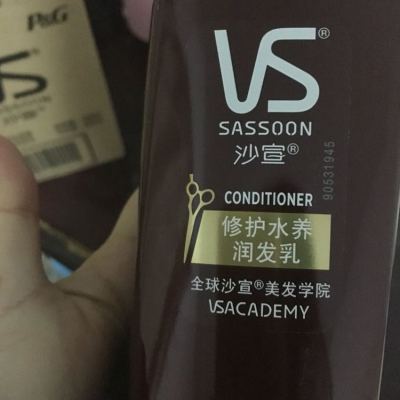 P&G
VS®
SASSOON
沙宣®
90531945
CONDITIONER
修护水养
润发乳
全球沙宣®美发学院
VSACADEMY